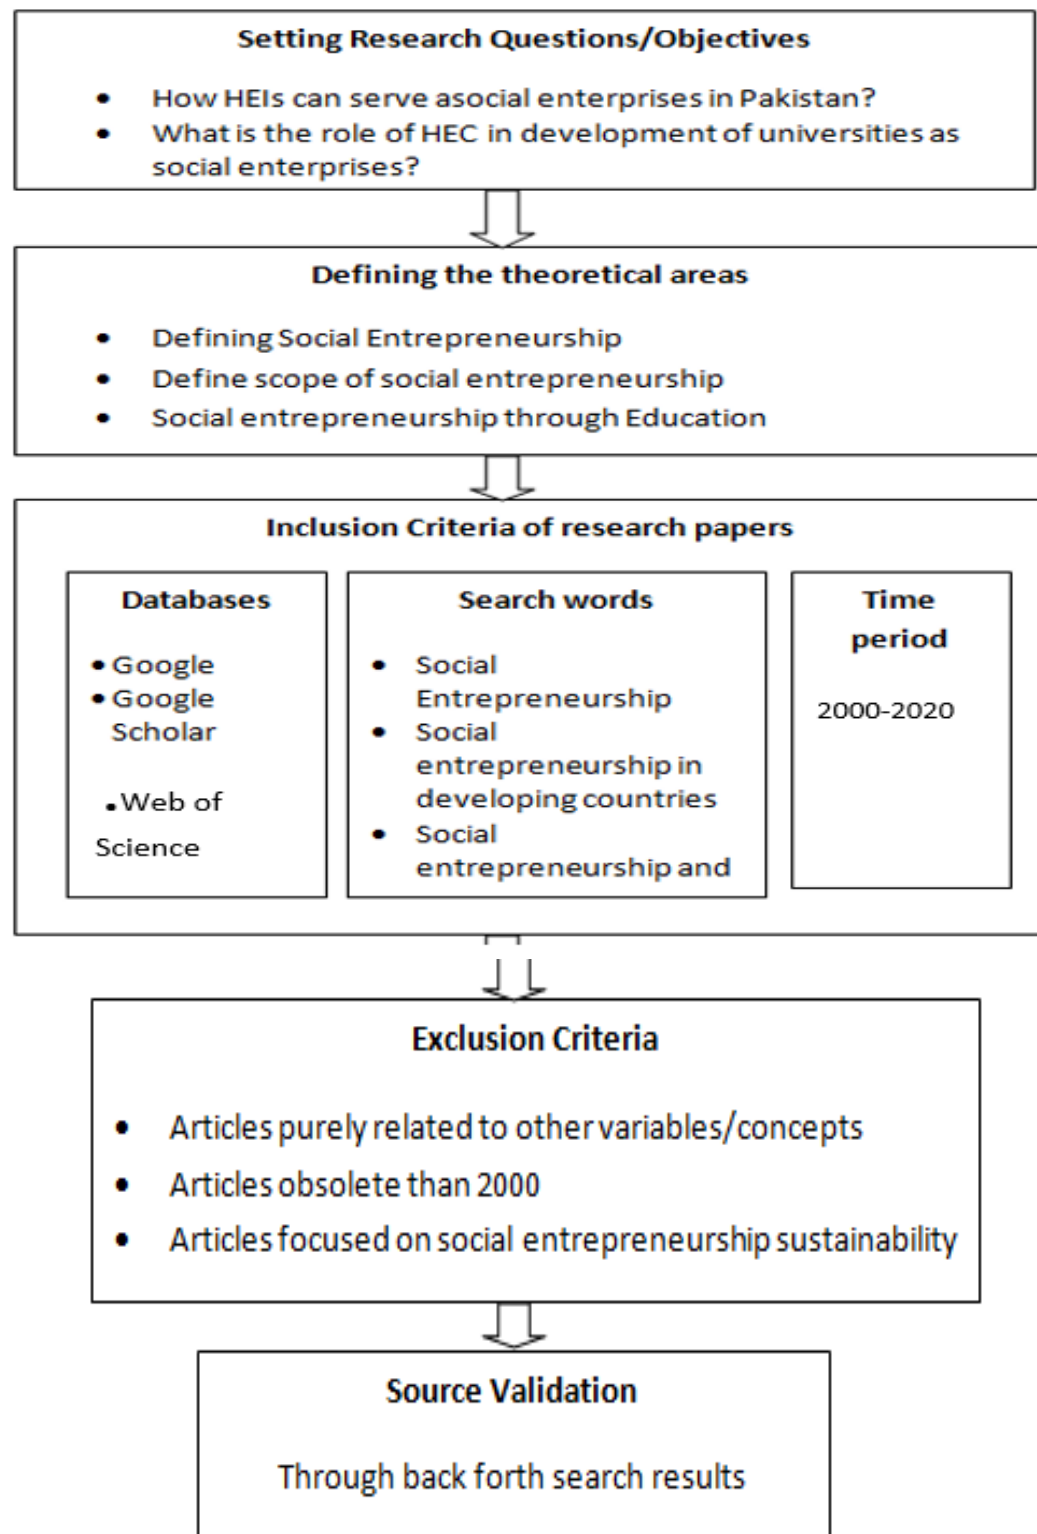 Setting Research Questions/Objectives
• How HEIs can serve asocial enterprises in Pakistan?
• What is the role of HEC in development of universities as
social enterprises?
Defining the theoretical areas
• Defining Social Entrepreneurship
• Define scope of social entrepreneurship
• Social entrepreneurship through Education
Inclusion Criteria of research papers
Databases
• Google
• Google
Scholar
• Web of
Science
Search words
• Social
Entrepreneurship
• Social
entrepreneurship in
developing countries
• Social
entrepreneurship and
Time
period
2000-2020
Exclusion Criteria
• Articles purely related to other variables/concepts
• Articles obsolete than 2000
• Articles focused on social entrepreneurship sustainability
Source Validation
Through back forth search results